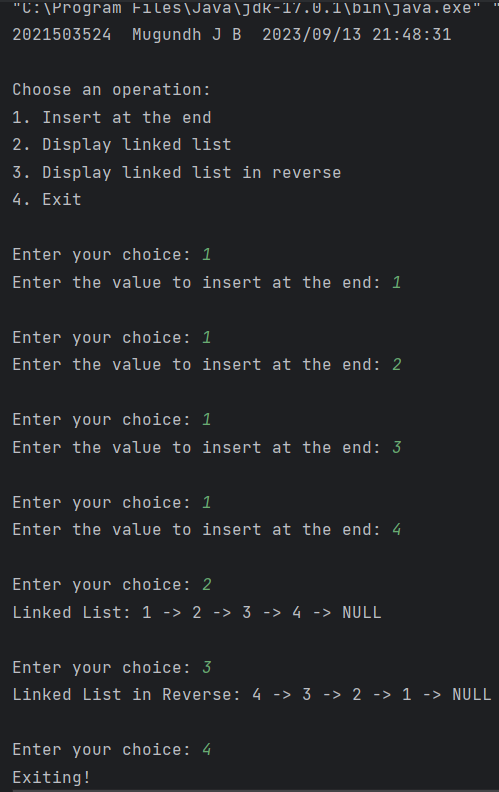 "C:\Program Files\Java\jdk-17.0.1\bin\java.exe" "
2021503524  Mugundh J B  2023/09/13 21:48:31
Choose an operation:
1. Insert at the end
2. Display linked list
3. Display linked list in reverse
4. Exit
Enter your choice: 1
Enter the value to insert at the end: 1
Enter your choice: 1
Enter the value to insert at the end: 2
Enter your choice: 1
Enter the value to insert at the end: 3
Enter your choice: 1
Enter the value to insert at the end: 4
Enter your choice: 2
Linked List: 1 -> 2 -> 3 -> 4 -> NULL
Enter your choice: 3
Linked List in Reverse: 4 -> 3 -> 2 -> 1 -> NULL
Enter your choice: 4
Exiting!